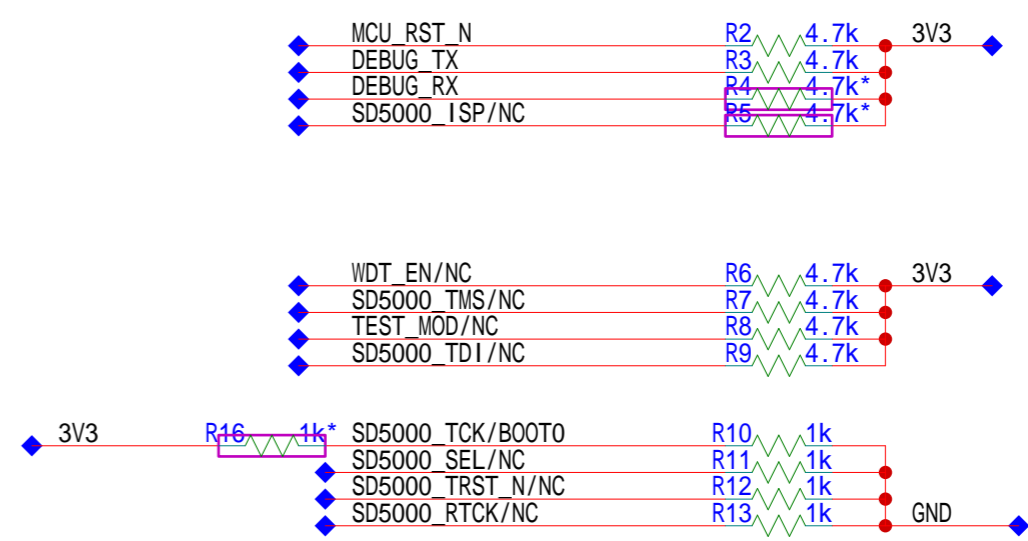 MCU_RST_N R2 4.7k 3V3
DEBUG_TX R3 4.7k
DEBUG_RX R4 4.7k*
SD5000_ISP/NC R5 4.7k*
WDT_EN/NC R6 4.7k 3V3
SD5000_TMS/NC R7 4.7k
TEST_MOD/NC R8 4.7k
SD5000_TDI/NC R9 4.7k
3V3 R16 1k* SD5000_TCK/BOOT0 R10 1k
SD5000_SEL/NC R11 1k
SD5000_TRST_N/NC R12 1k
SD5000_RTCK/NC R13 1k GND